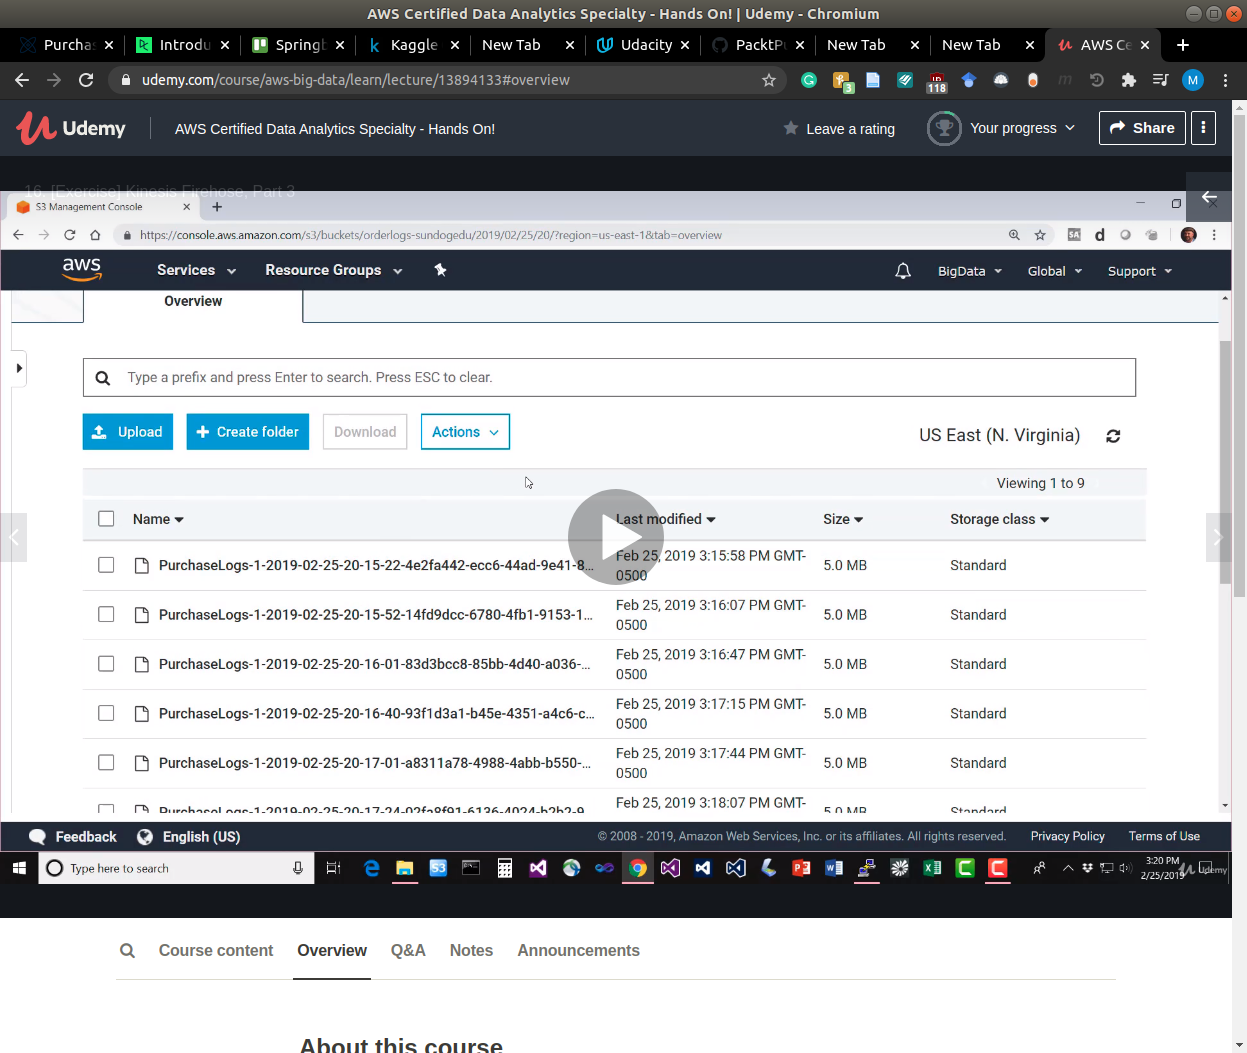 AWS Certified Data Analytics Specialty - Hands On! | Udemy - Chromium
Purchas Introdu Springb Kaggle New Tab Udacity PacktP New Tab New Tab AWS Ce
udemy.com/course/aws-big-data/learn/lecture/13894133#overview
3 118 M
Udemy AWS Certified Data Analytics Specialty - Hands On! Leave a rating Your progress Share
16. [Exercise] Kinesis Firehose, Part 3
S3 Management Console
https://console.aws.amazon.com/s3/buckets/orderlogs-sundogedu/2019/02/25/20/?region=us-east-1&tab=overview
aws Services Resource Groups BigData Global Support
Overview
Type a prefix and press Enter to search. Press ESC to clear.
Upload Create folder Download Actions US East (N. Virginia)
Viewing 1 to 9
Name Last modified Size Storage class
PurchaseLogs-1-2019-02-25-20-15-22-4e2fa442-ecc6-44ad-9e41-8... Feb 25, 2019 3:15:58 PM GMT-0500 5.0 MB Standard
PurchaseLogs-1-2019-02-25-20-15-52-14fd9dcc-6780-4fb1-9153-1... Feb 25, 2019 3:16:07 PM GMT-0500 5.0 MB Standard
PurchaseLogs-1-2019-02-25-20-16-01-83d3bcc8-85bb-4d40-a036-... Feb 25, 2019 3:16:47 PM GMT-0500 5.0 MB Standard
PurchaseLogs-1-2019-02-25-20-16-40-93f1d3a1-b45e-4351-a4c6-c... Feb 25, 2019 3:17:15 PM GMT-0500 5.0 MB Standard
PurchaseLogs-1-2019-02-25-20-17-01-a8311a78-4988-4abb-b550-... Feb 25, 2019 3:17:44 PM GMT-0500 5.0 MB Standard
PurchaseLogs-1-2019-02-25-20-17-24-02fa8f91-6136-4024-b2b2-9 Feb 25, 2019 3:18:07 PM GMT- 5.0 MB Standard
Feedback English (US) © 2008 - 2019, Amazon Web Services, Inc. or its affiliates. All rights reserved. Privacy Policy Terms of Use
Type here to search 3:20 PM
2/25/2019 Udemy
Course content Overview Q&A Notes Announcements
About this course